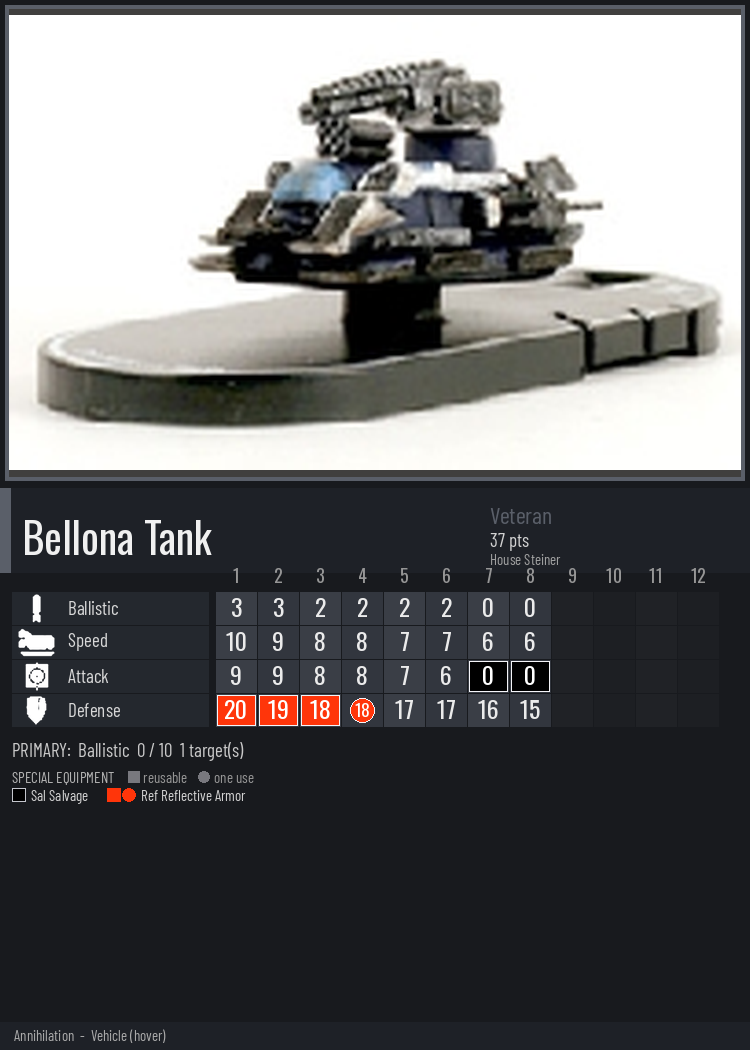 Bellona Tank
Veteran
37 pts
House Steiner
1 2 3 4 5 6 7 8 9 10 11 12
Ballistic 3 3 2 2 2 2 0 0
Speed 10 9 8 8 7 7 6 6
Attack 9 9 8 8 7 6 0 0
Defense 20 19 18 18 17 17 16 15
PRIMARY: Ballistic 0 / 10 1 target(s)
SPECIAL EQUIPMENT reusable one use
Sal Salvage Ref Reflective Armor
Annihilation - Vehicle (hover)